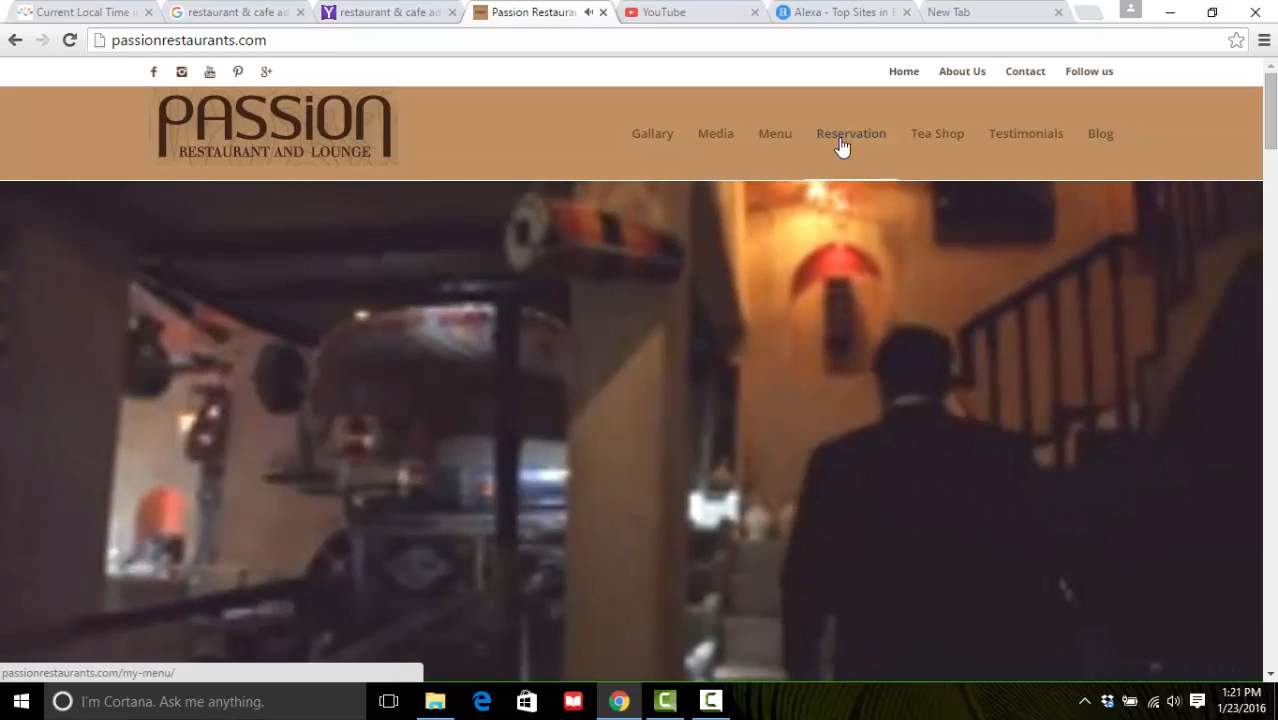 Current Local Time i
restaurant & cafe ad
restaurant & cafe ad
Passion Restaurar
YouTube
Alexa - Top Sites in E
New Tab
passionrestaurants.com
Home About Us Contact Follow us
PASSiON
RESTAURANT AND LOUNGE
Gallary Media Menu Reservation Tea Shop Testimonials Blog
passionrestaurants.com/my-menu/
I'm Cortana. Ask me anything.
1:21 PM
1/23/2016